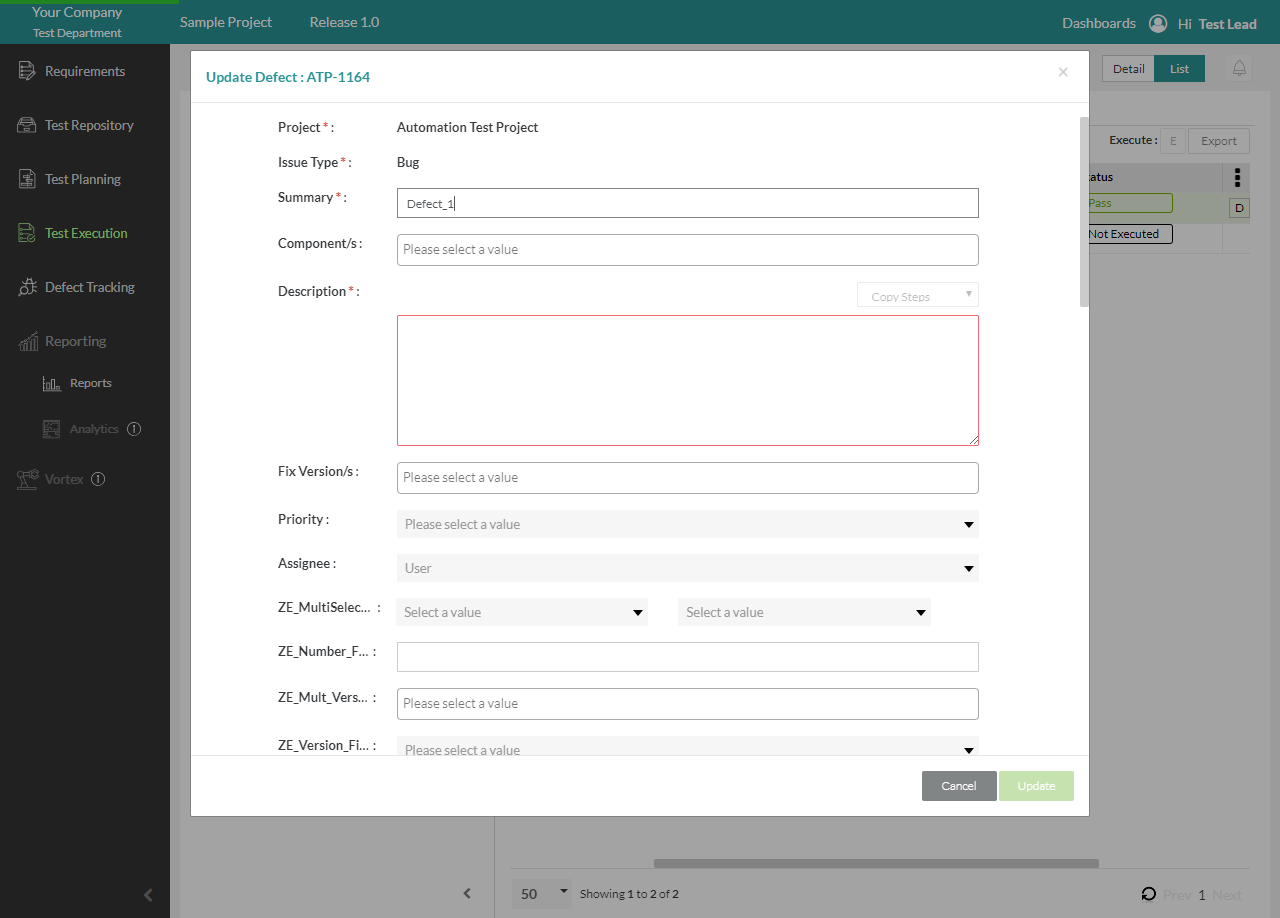 Your Company
Test Department
Sample Project
Release 1.0
Dashboards
Hi Test Lead
Requirements
Test Repository
Test Planning
Test Execution
Defect Tracking
Reporting
Reports
Analytics
Vortex
Update Defect : ATP-1164
×
Detail
List
Execute :
E
Export
tatus
Pass
D
Not Executed
Project * :
Automation Test Project
Issue Type * :
Bug
Summary * :
Defect_1
Component/s :
Please select a value
Description * :
Copy Steps
Fix Version/s :
Please select a value
Priority :
Please select a value
Assignee :
User
ZE_MultiSelec... :
Select a value
Select a value
ZE_Number_F... :
ZE_Mult_Vers... :
Please select a value
ZE_Version_Fi... :
Please select a value
Cancel
Update
50
Showing 1 to 2 of 2
Prev 1 Next